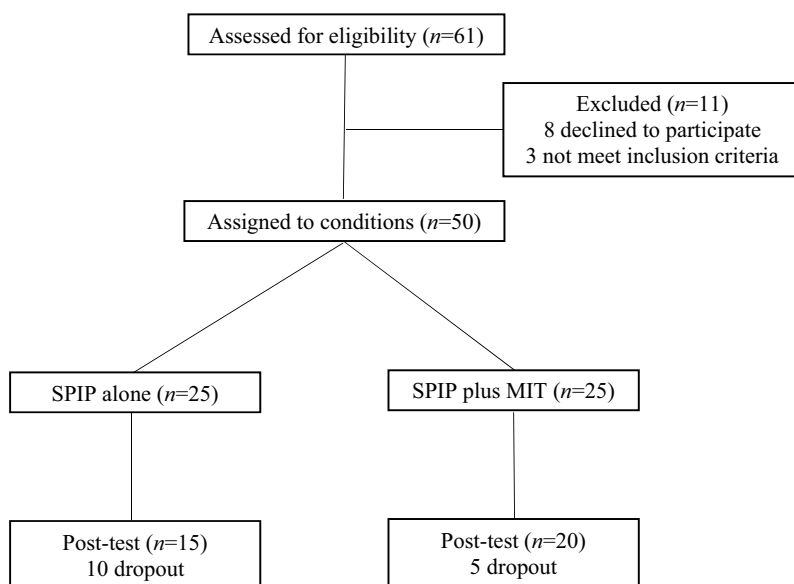 Assessed for eligibility (n=61)
Excluded (n=11)
8 declined to participate
3 not meet inclusion criteria
Assigned to conditions (n=50)
SPIP alone (n=25)
SPIP plus MIT (n=25)
Post-test (n=15)
10 dropout
Post-test (n=20)
5 dropout